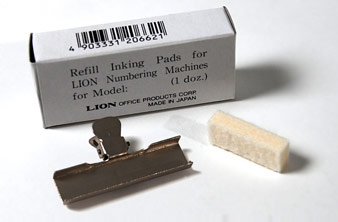 4 903331 206621
Refill Inking Pads for
LION Numbering Machines
for Model: (1 doz.)
LION OFFICE PRODUCTS CORP.
MADE IN JAPAN